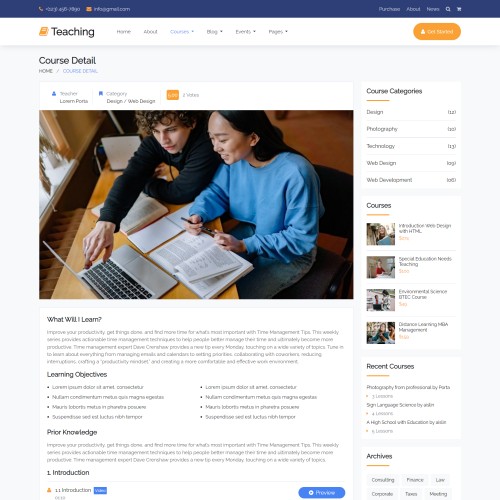 info@gmail.com
Purchase About News
Teaching
Home About Courses Blog Events Pages
Get Started
Course Detail
HOME / COURSE DETAIL
Teacher
Lorem Porta
Category
Design / Web Design
2 Votes
What Will I Learn?
Improve your productivity, get things done, and find more time for what's most important with Time Management Tips. This weekly
series provides actionable time management techniques to help people better manage their time and ultimately become more
productive. Time management expert Dave Crenshaw provides a new tip every Monday, touching on a wide variety of topics. Tune in
to learn about everything from managing emails and calendars to setting priorities, collaborating with coworkers, reducing
interruptions, crafting a "productivity mindset" and creating a more comfortable and effective work environment.
Learning Objectives
Lorem ipsum dolor sit amet, consectetur
Nullam condimentum metus quis magna egestas
Mauris lobortis metus in pharetra posuere
Suspendisse sed est luctus nibh tempor
Lorem ipsum dolor sit amet, consectetur
Nullam condimentum metus quis magna egestas
Mauris lobortis metus in pharetra posuere
Suspendisse sed est luctus nibh tempor
Prior Knowledge
Improve your productivity, get things done, and find more time for what's most important with Time Management Tips. This weekly
series provides actionable time management techniques to help people better manage their time and ultimately become more
productive. Time management expert Dave Crenshaw provides a new tip every Monday, touching on a wide variety of topics.
1. Introduction
1.1 Introduction Video
Preview
Course Categories
Design (12)
Photography
Technology (13)
Web Design (09)
Web Development (06)
Courses
Introduction Web Design
with HTML
Special Education Needs
Teaching
Environmental Science
BTEC Course
Distance Learning MBA
Management
Recent Courses
Photography from professional by Porta
3 Lessons
Sign Language Science by aislin
4 Lessons
A High School with Education by aislin
5 Lessons
Archives
Consulting Finance Law
Corporate Taxes Meeting